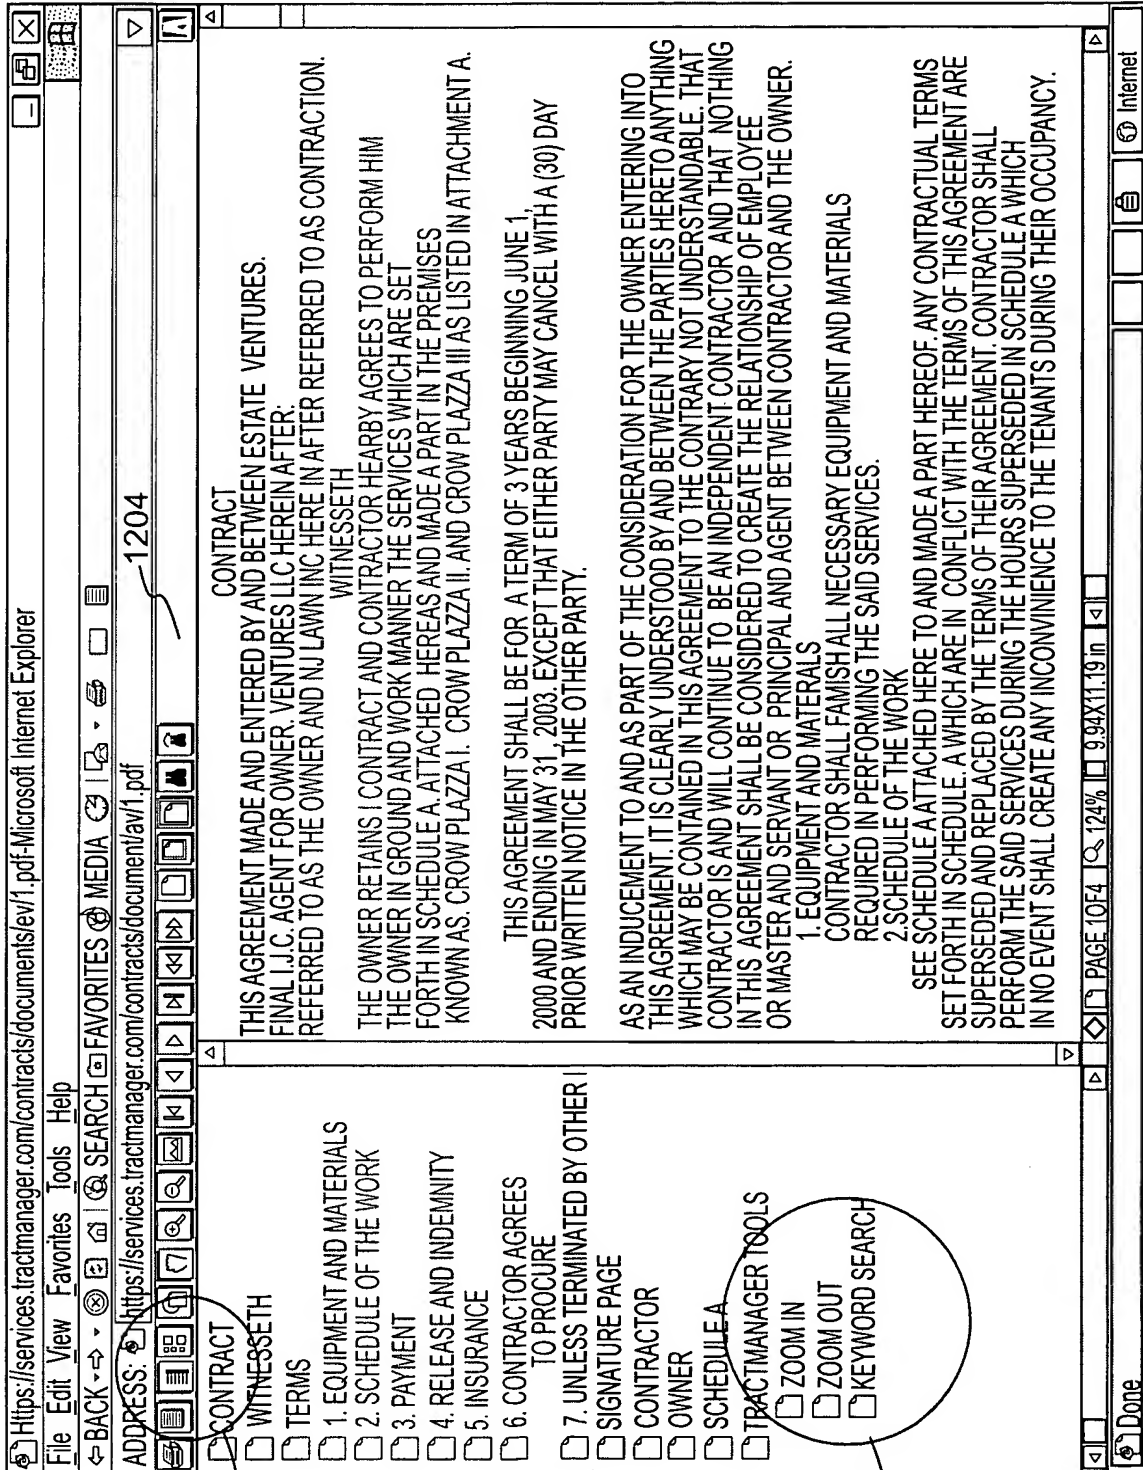 Https://services.tractmanager.com/contracts/documents/ev/1.pdf-Microsoft Internet Explorer
File Edit View Favorites Tools Help
BACK SEARCH FAVORITES MEDIA
ADDRESS: https://services.tractmanager.com/contracts/document/av/1.pdf
1204
CONTRACT
WITNESSETH
TERMS
1. EQUIPMENT AND MATERIALS
2. SCHEDULE OF THE WORK
3. PAYMENT
4. RELEASE AND INDEMNITY
5. INSURANCE
6. CONTRACTOR AGREES
TO PROCURE
7. UNLESS TERMINATED BY OTHER
SIGNATURE PAGE
CONTRACTOR
OWNER
SCHEDULE A
TRACTMANAGER TOOLS
ZOOM IN
ZOOM OUT
KEYWORD SEARCH
CONTRACT
THIS AGREEMENT MADE AND ENTERED BY AND BETWEEN ESTATE VENTURES.
FINAL I.J.C. AGENT FOR OWNER. VENTURES LLC HEREIN AFTER.
REFERRED TO AS THE OWNER AND NJ LAWN INC HERE IN AFTER REFERRED TO AS CONTRACTION.
WITNESSETH
THE OWNER RETAINS I CONTRACT AND CONTRACTOR HEARBY AGREES TO PERFORM HIM
THE OWNER IN GROUND AND WORK MANNER THE SERVICES WHICH ARE SET
FORTH IN SCHEDULE A. ATTACHED HEREAS AND MADE A PART IN THE PREMISES
KNOWN AS. CROW PLAZZA I. CROW PLAZZA II. AND CROW PLAZZA III AS LISTED IN ATTACHMENT A.
THIS AGREEMENT SHALL BE FOR A TERM OF 3 YEARS BEGINNING JUNE 1,
2000 AND ENDING IN MAY 31, 2003. EXCEPT THAT EITHER PARTY MAY CANCEL WITH A (30) DAY
PRIOR WRITTEN NOTICE IN THE OTHER PARTY.
AS AN INDUCEMENT TO AND AS PART OF THE CONSIDERATION FOR THE OWNER ENTERING INTO
THIS AGREEMENT. IT IS CLEARLY UNDERSTOOD BY AND BETWEEN THE PARTIES HERE TO ANYTHING
WHICH MAY BE CONTAINED IN THIS AGREEMENT TO THE CONTRARY NOT UNDERSTANDABLE. THAT
CONTRACTOR IS AND WILL CONTINUE TO BE AN INDEPENDENT CONTRACTOR AND THAT NOTHING
IN THIS AGREEMENT SHALL BE CONSIDERED TO CREATE THE RELATIONSHIP OF EMPLOYEE
OR MASTER AND SERVANT OR PRINCIPAL AND AGENT BETWEEN CONTRACTOR AND THE OWNER.
1. EQUIPMENT AND MATERALS
CONTRACTOR SHALL FAMISH ALL NECESSARY EQUIPMENT AND MATERIALS
REQUIRED IN PERFORMING THE SAID SERVICES.
2.SCHEDULE OF THE WORK
SEE SCHEDULE A ATTACHED HERE TO AND MADE A PART HEREOF. ANY CONTRACTUAL TERMS
SET FORTH IN SCHEDULE. A WHICH ARE IN CONFLICT WITH THE TERMS OF THIS AGREEMENT ARE
SUPERSEDED AND REPLACED BY THE TERMS OF THEIR AGREEMENT. CONTRACTOR SHALL
PERFORM THE SAID SERVICES DURING THE HOURS SUPERSEDED IN SCHEDULE A WHICH
IN NO EVENT SHALL CREATE ANY INCONVINIENCE TO THE TENANTS DURING THEIR OCCUPANCY.
PAGE 1OF4 124% 9.94X11.19 in
Done Internet